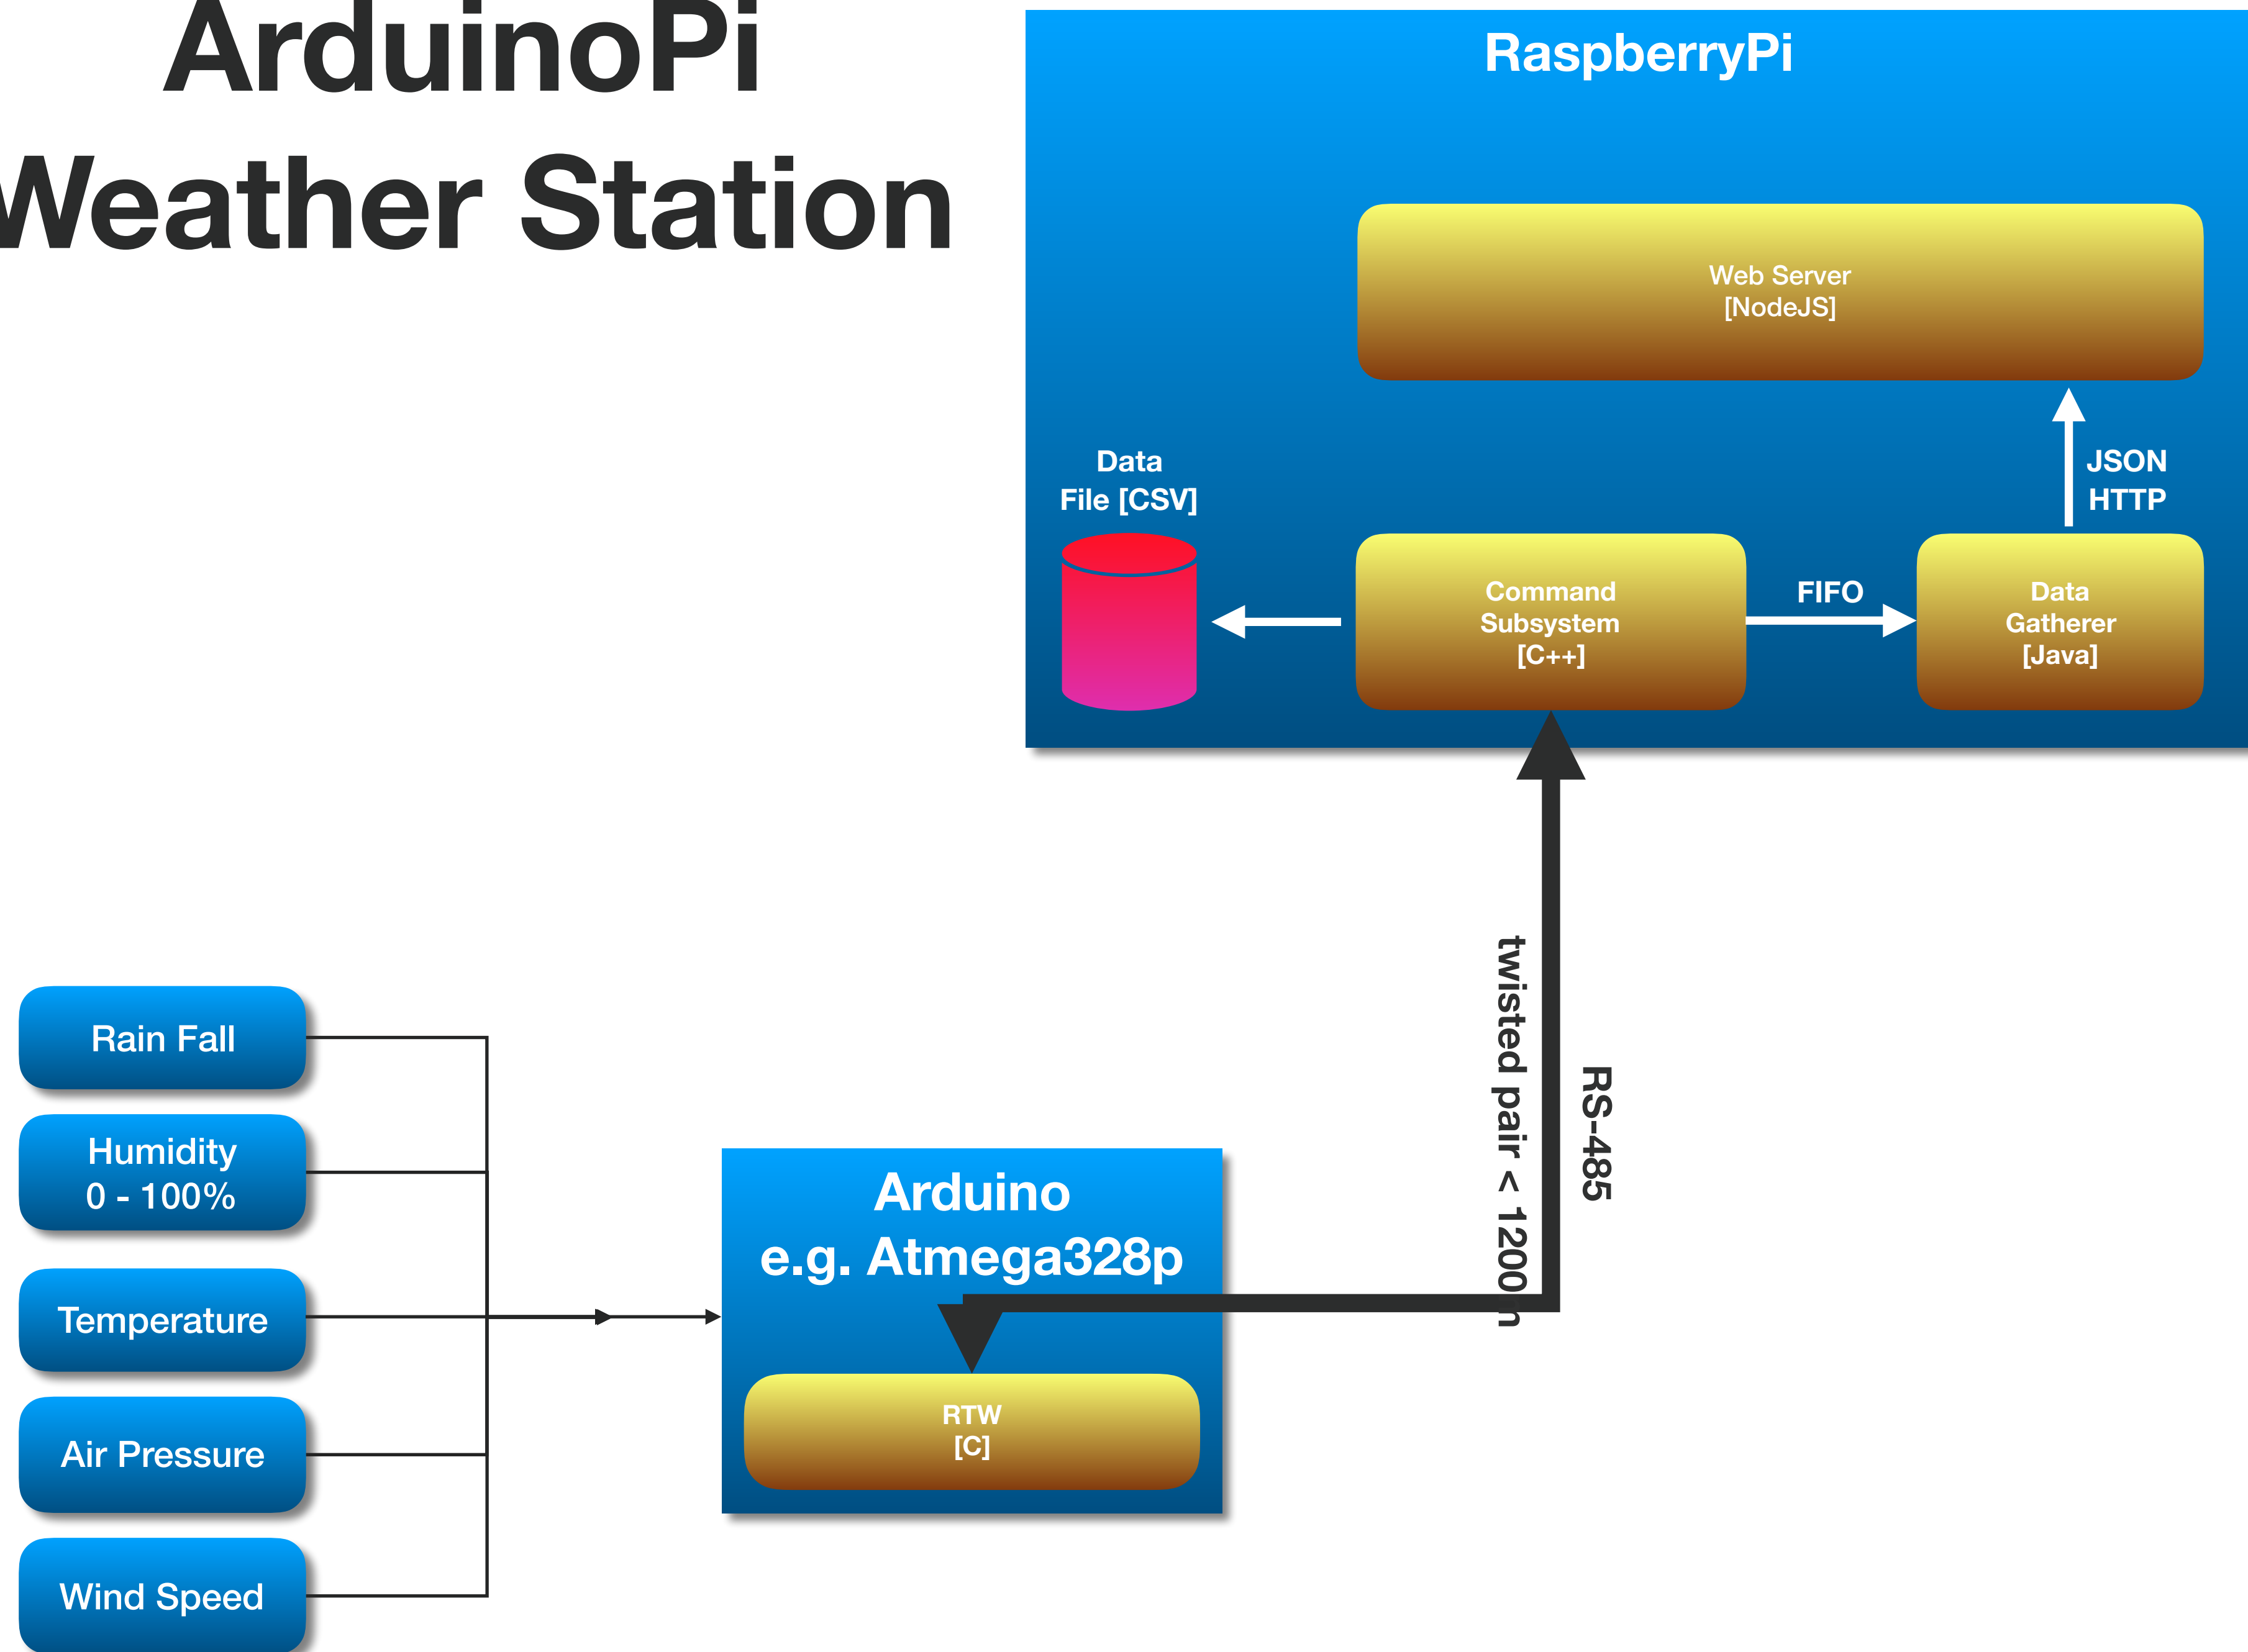 ArduinoPi
Weather Station
RaspberryPi
Web Server
[NodeJS]
JSON
HTTP
Data
File [CSV]
Command
Subsystem
[C++]
FIFO
Data
Gatherer
[Java]
twisted pair < 1200m
RS-485
Rain Fall
Humidity
0 - 100%
Temperature
Air Pressure
Wind Speed
Arduino
e.g. Atmega328p
RTW
[C]